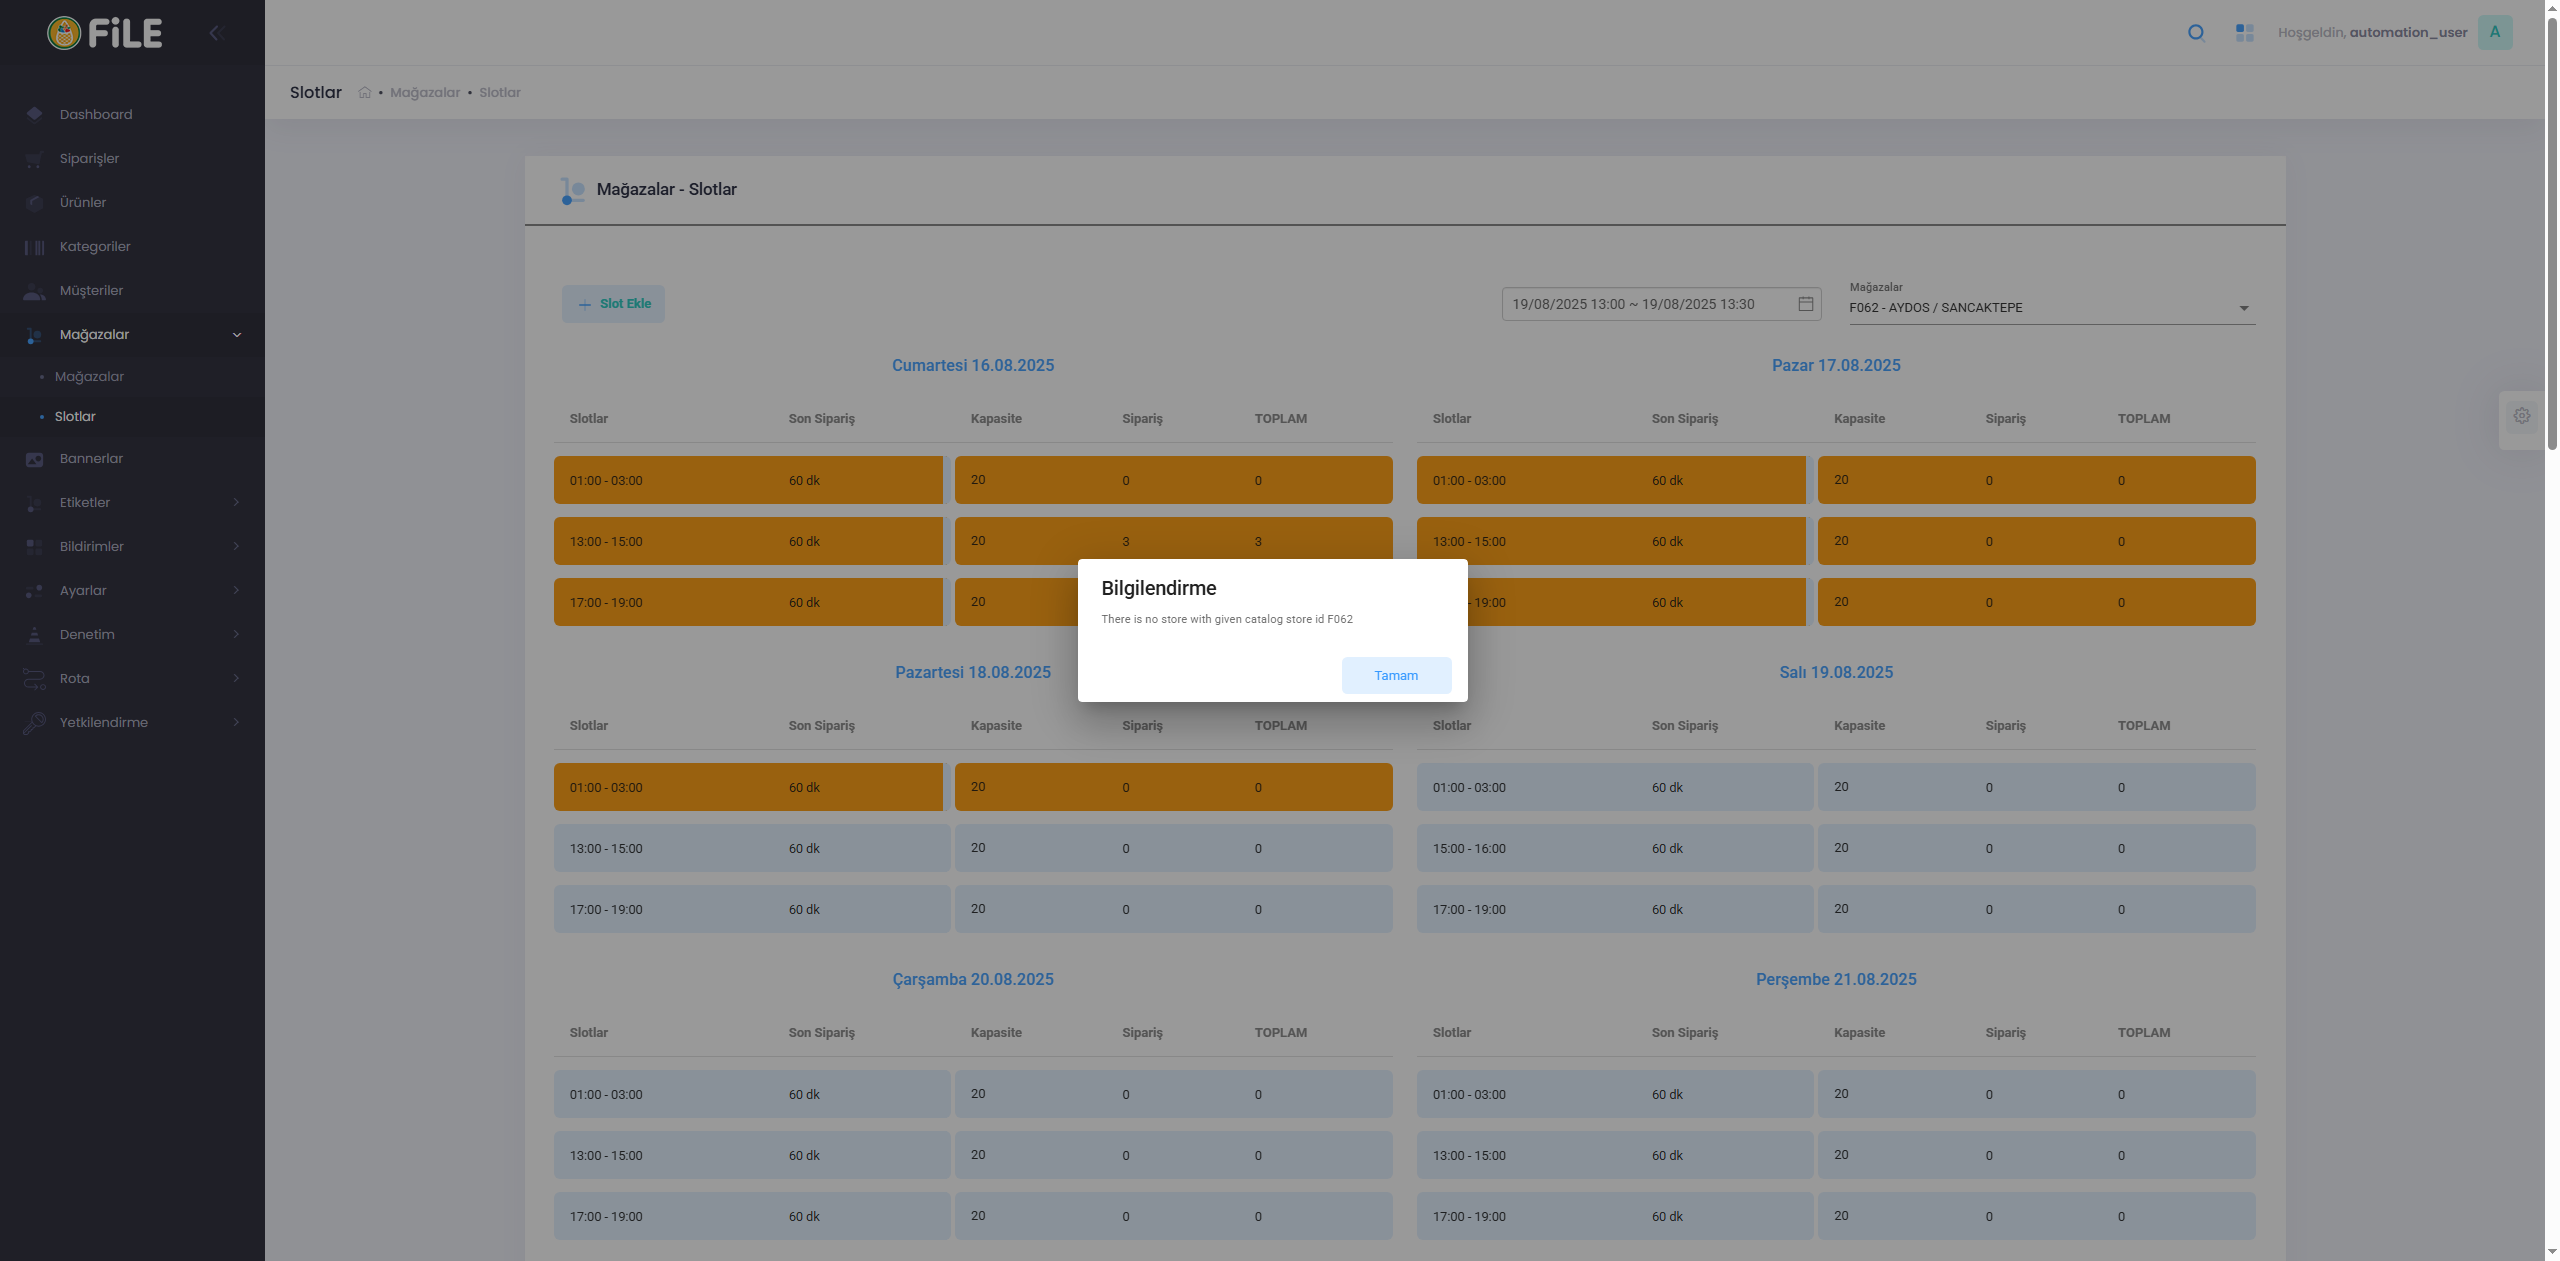 FiLE
Hoşgeldin, automation_user
A
Slotlar
Mağazalar • Slotlar
Dashboard
Siparişler
Ürünler
Kategoriler
Müşteriler
Mağazalar
Mağazalar
Slotlar
Bannerlar
Etiketler
Bildirimler
Ayarlar
Denetim
Rota
Yetkilendirme
Mağazalar - Slotlar
Slot Ekle
19/08/2025 13:00 ~ 19/08/2025 13:30
Mağazalar
F062 - AYDOS / SANCAKTEPE
Cumartesi 16.08.2025
Slotlar Son Sipariş Kapasite Sipariş TOPLAM
01:00 - 03:00 60 dk 20 0 0
13:00 - 15:00 60 dk 20 3 3
17:00 - 19:00 60 dk 20
Pazar 17.08.2025
Slotlar Son Sipariş Kapasite Sipariş TOPLAM
01:00 - 03:00 60 dk 20 0 0
13:00 - 15:00 60 dk 20 0 0
- 19:00 60 dk 20 0 0
Bilgilendirme
There is no store with given catalog store id F062
Tamam
Pazartesi 18.08.2025
Slotlar Son Sipariş Kapasite Sipariş TOPLAM
01:00 - 03:00 60 dk 20 0 0
13:00 - 15:00 60 dk 20 0 0
17:00 - 19:00 60 dk 20 0 0
Salı 19.08.2025
Slotlar Son Sipariş Kapasite Sipariş TOPLAM
01:00 - 03:00 60 dk 20 0 0
15:00 - 16:00 60 dk 20 0 0
17:00 - 19:00 60 dk 20 0 0
Çarşamba 20.08.2025
Slotlar Son Sipariş Kapasite Sipariş TOPLAM
01:00 - 03:00 60 dk 20 0 0
13:00 - 15:00 60 dk 20 0 0
17:00 - 19:00 60 dk 20 0 0
Perşembe 21.08.2025
Slotlar Son Sipariş Kapasite Sipariş TOPLAM
01:00 - 03:00 60 dk 20 0 0
13:00 - 15:00 60 dk 20 0 0
17:00 - 19:00 60 dk 20 0 0